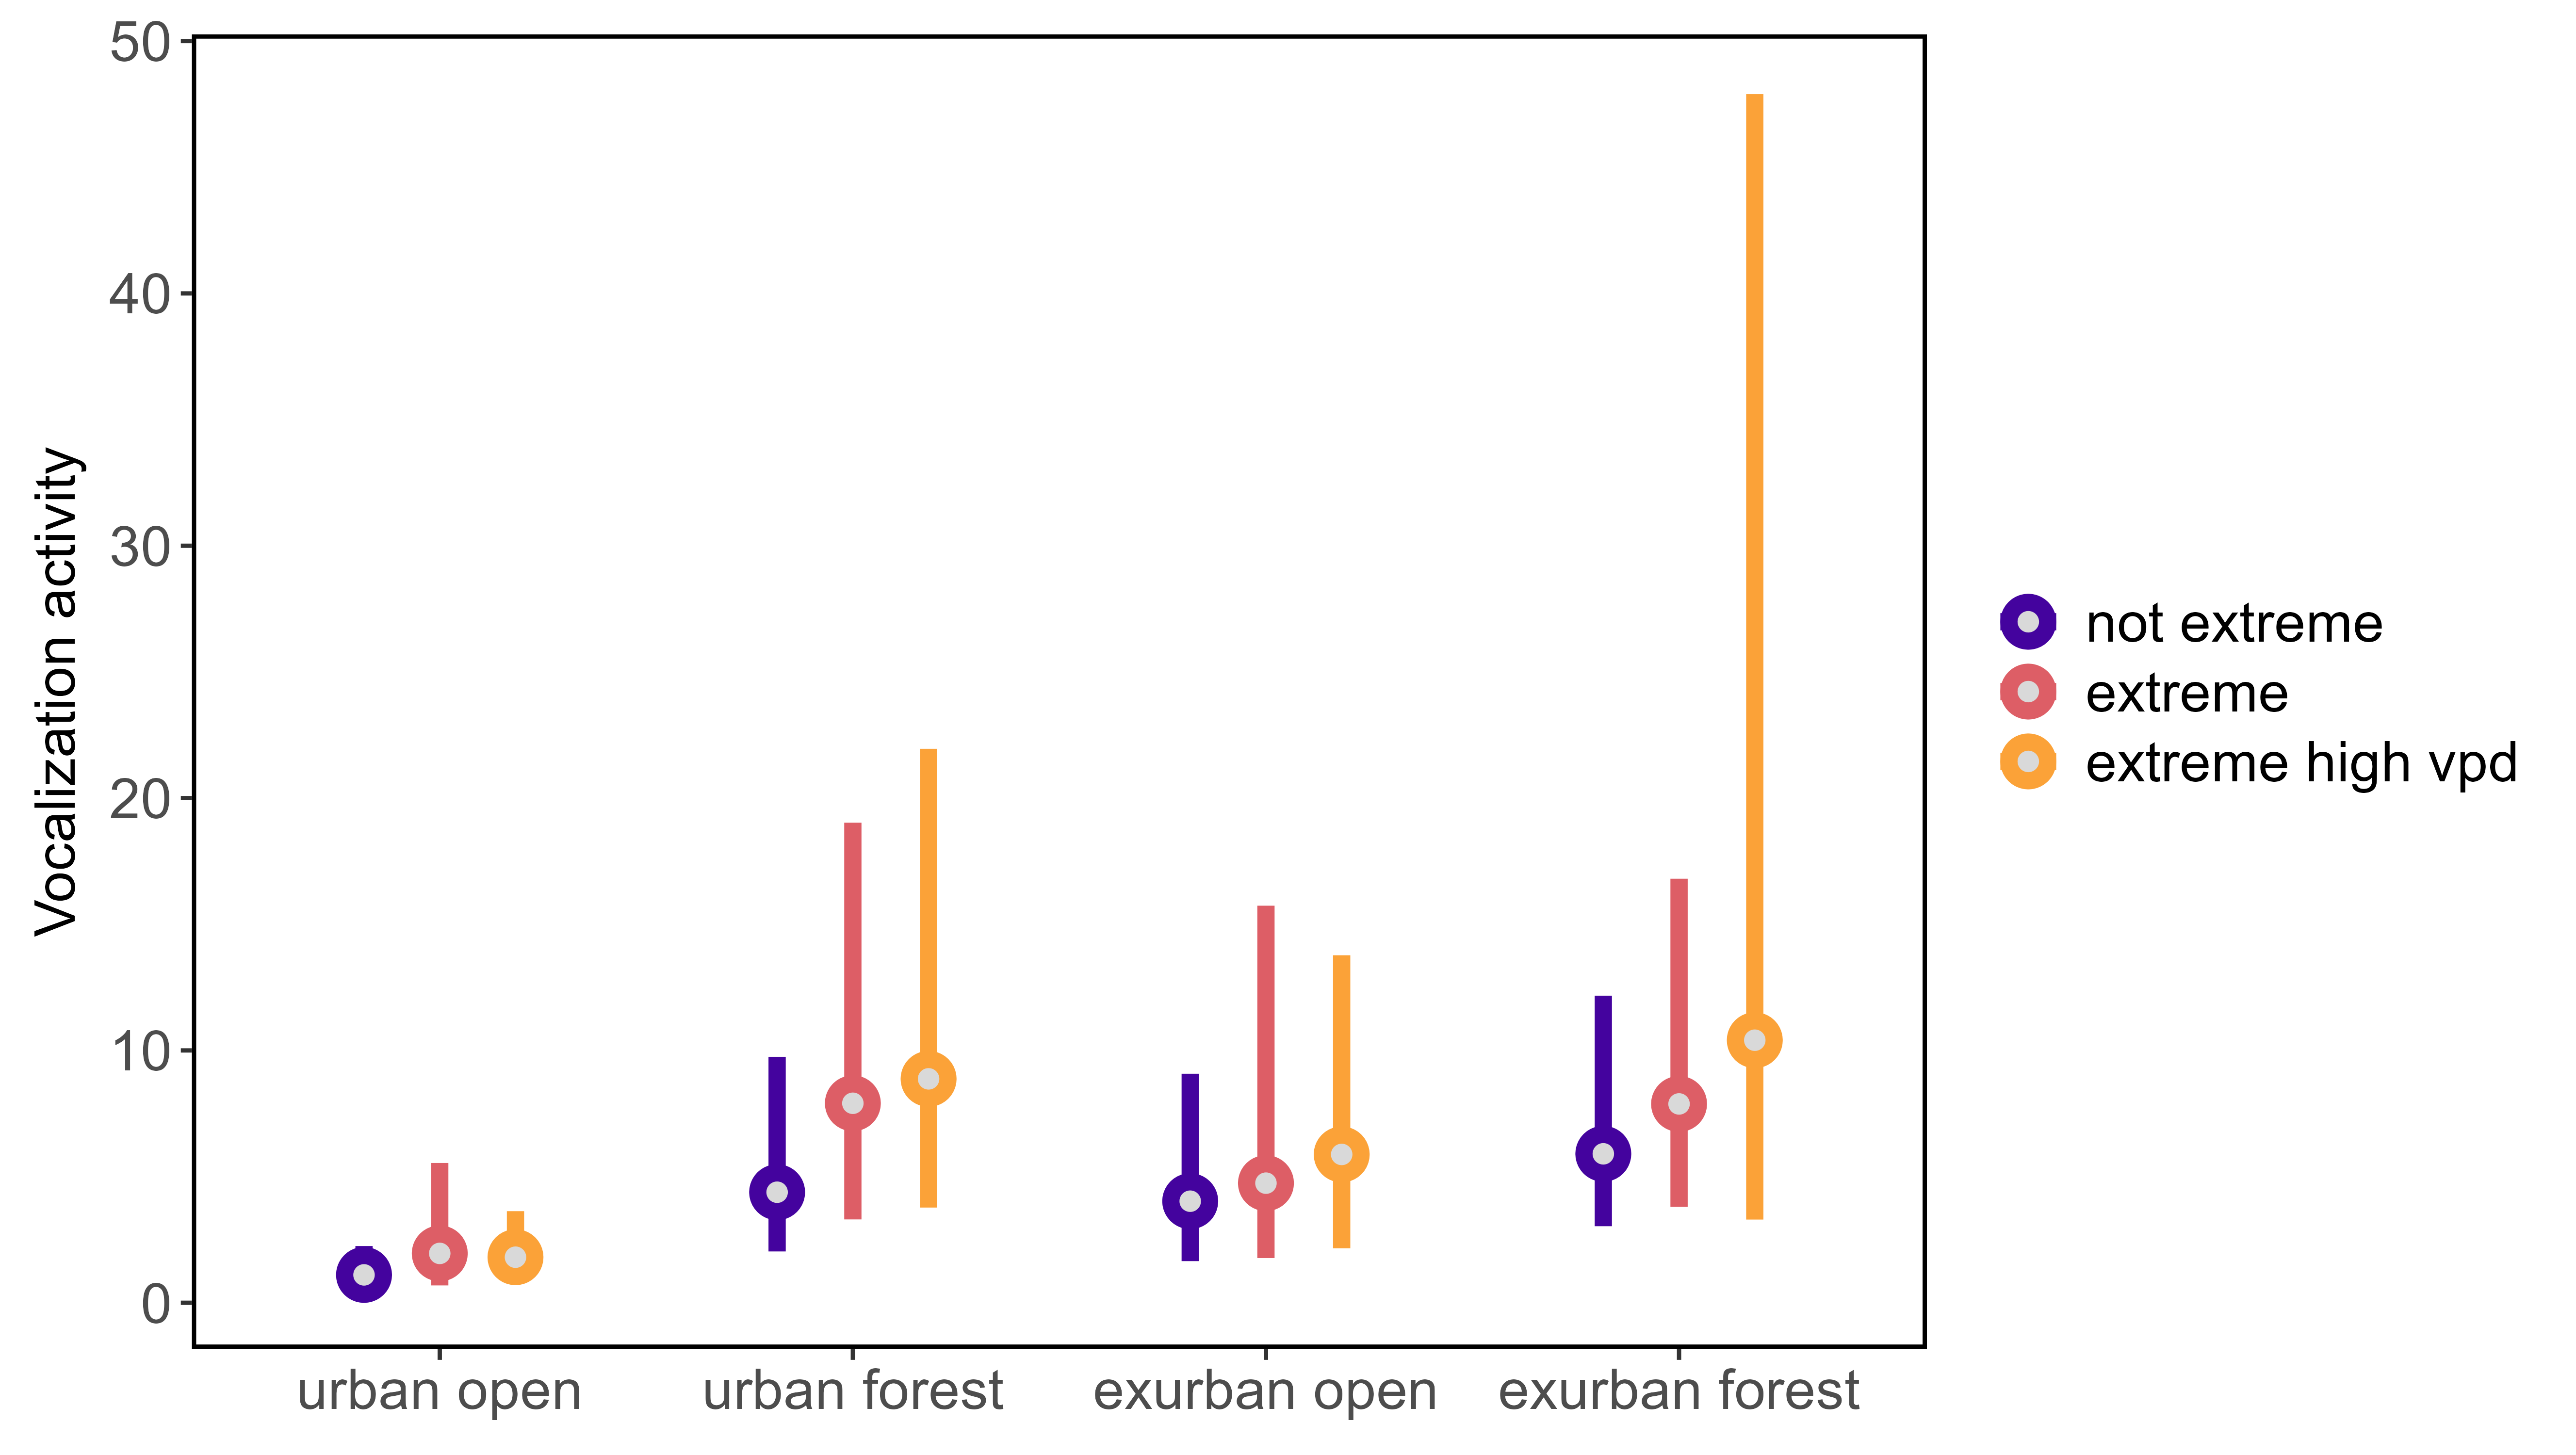 Vocalization activity
50
40
30
20
10
0
urban open
urban forest
exurban open
exurban forest
not extreme
extreme
extreme high vpd